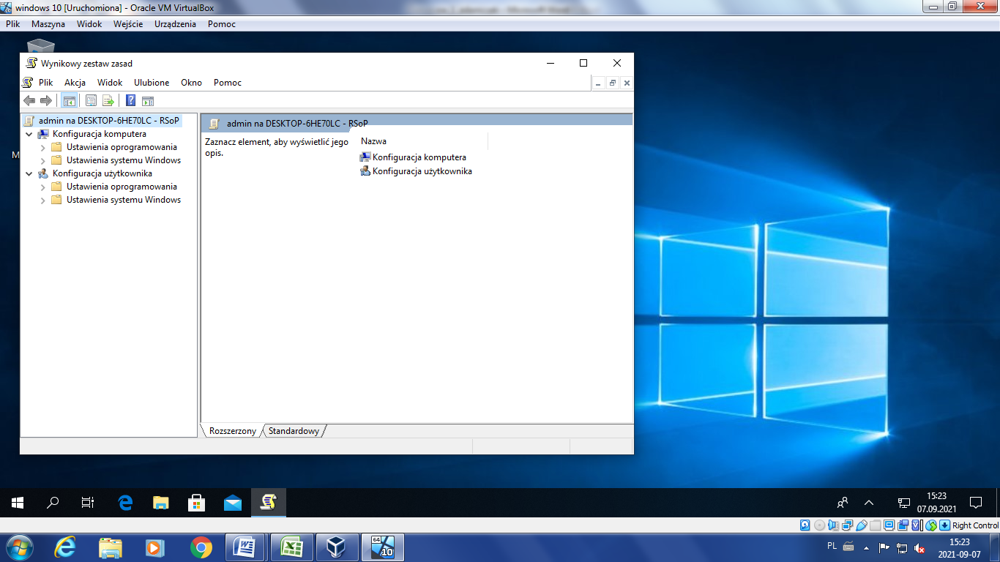 windows 10 [Uruchomiona] - Oracle VM VirtualBox
Plik Maszyna Widok Wejście Urządzenia Pomoc
Wynikowy zestaw zasad
Plik Akcja Widok Ulubione Okno Pomoc
admin na DESKTOP-6HE70LC - RSoP
Konfiguracja komputera
Ustawienia oprogramowania
Ustawienia systemu Windows
Konfiguracja użytkownika
Ustawienia oprogramowania
Ustawienia systemu Windows
admin na DESKTOP-6HE70LC - RSoP
Zaznacz element, aby wyświetlić jego
opis.
Nazwa
Konfiguracja komputera
Konfiguracja użytkownika
Rozszerzony Standardowy
M
15:23
07.09.2021
Right Control
64
10
PL
15:23
2021-09-07